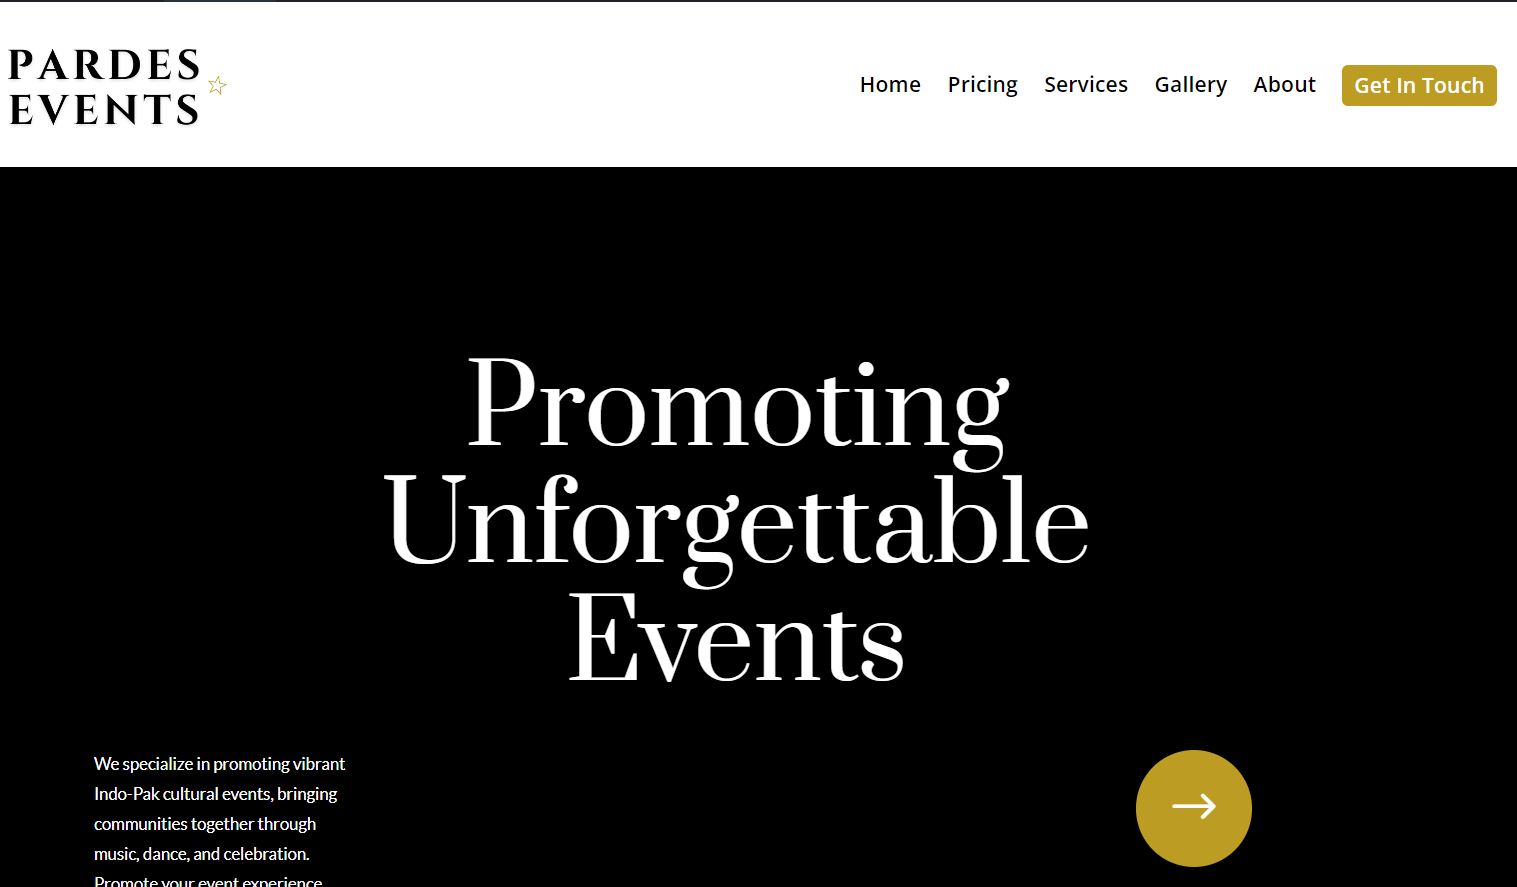 PARDES
EVENTS
Home Pricing Services Gallery About Get In Touch
Promoting
Unforgettable
Events
We specialize in promoting vibrant
Indo-Pak cultural events, bringing
communities together through
music, dance, and celebration.
Promote your event experience